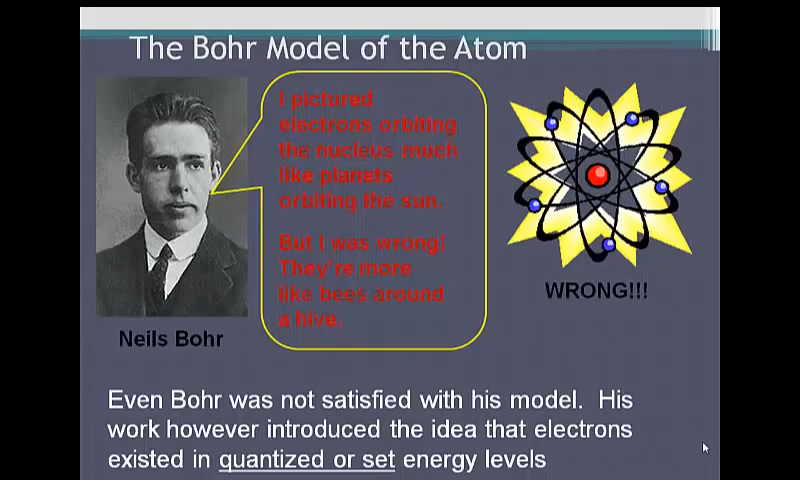 The Bohr Model of the Atom
I pictured
electrons orbiting
the nucleus much
like planets
orbiting the sun.
But I was wrong!
They're more
like bees around
a hive.
WRONG!!!
Neils Bohr
Even Bohr was not satisfied with his model. His
work however introduced the idea that electrons
existed in quantized or set energy levels